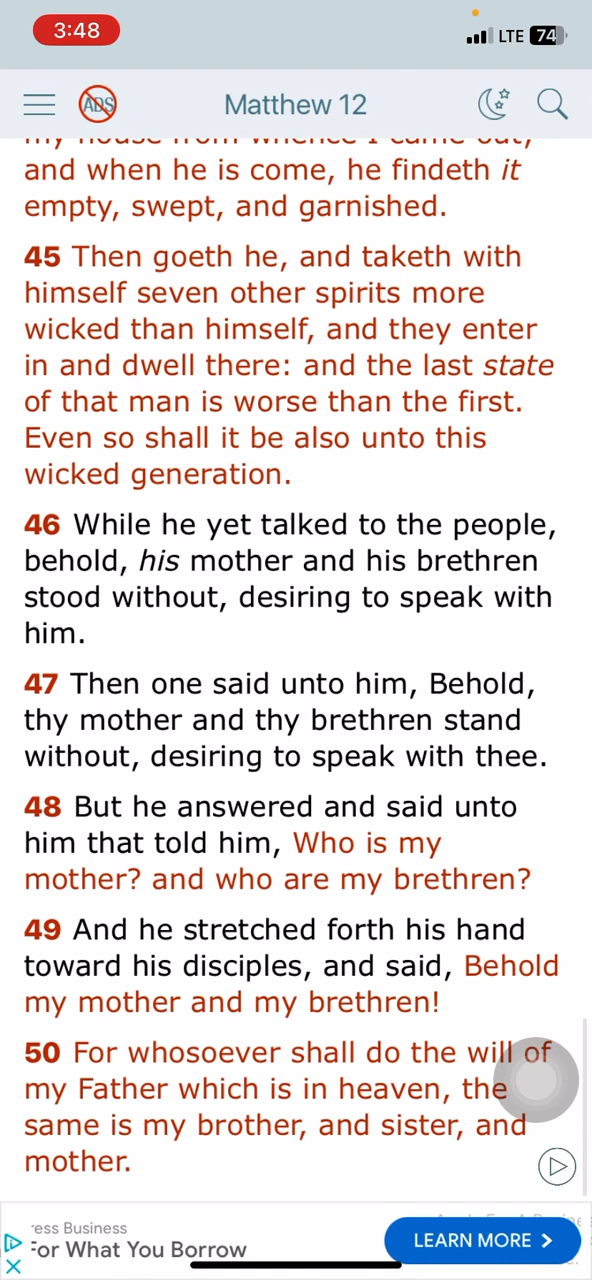 3:48
LTE 74
ADS
Matthew 12
my house from whence I came out;
and when he is come, he findeth it
empty, swept, and garnished.
45 Then goeth he, and taketh with
himself seven other spirits more
wicked than himself, and they enter
in and dwell there: and the last state
of that man is worse than the first.
Even so shall it be also unto this
wicked generation.
46 While he yet talked to the people,
behold, his mother and his brethren
stood without, desiring to speak with
him.
47 Then one said unto him, Behold,
thy mother and thy brethren stand
without, desiring to speak with thee.
48 But he answered and said unto
him that told him, Who is my
mother? and who are my brethren?
49 And he stretched forth his hand
toward his disciples, and said, Behold
my mother and my brethren!
50 For whosoever shall do the will of
my Father which is in heaven, the
same is my brother, and sister, and
mother.
ress Business
For What You Borrow
LEARN MORE